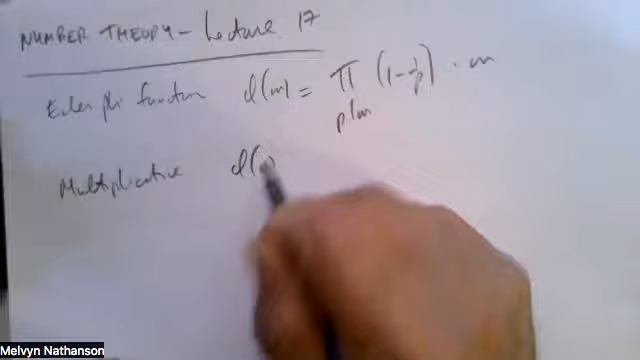 NUMBER THEORY – Lecture 17
Euler phi function φ(m) = ∏ (1 - 1/p) · m
p|m
Multiplicative φ(
Melvyn Nathanson